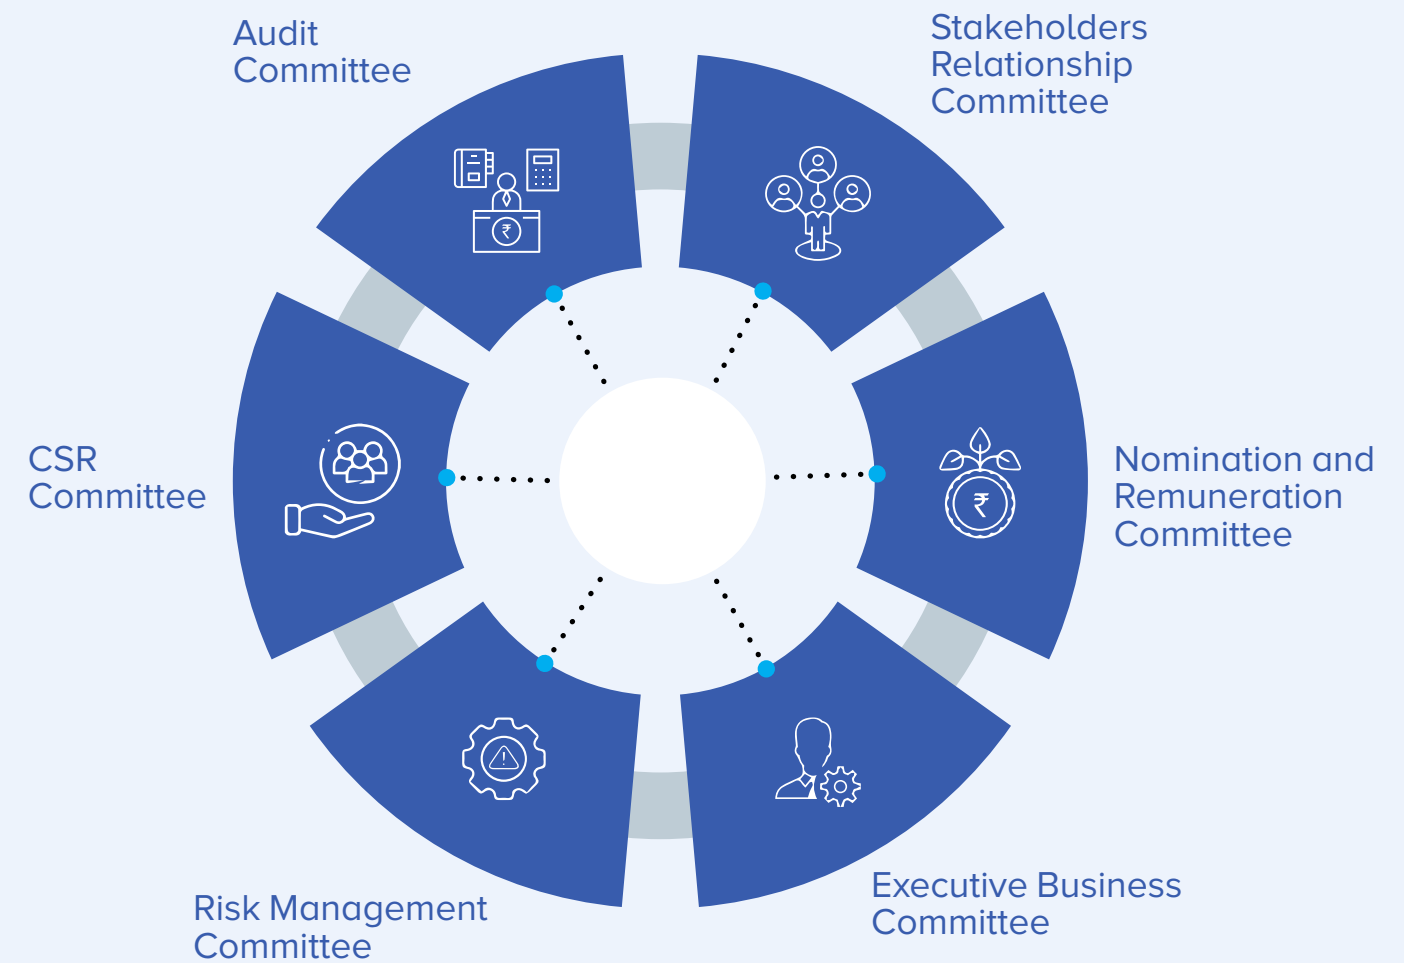 Audit
Committee
Stakeholders
Relationship
Committee
CSR
Committee
Nomination and
Remuneration
Committee
Risk Management
Committee
Executive Business
Committee
₹
₹
!